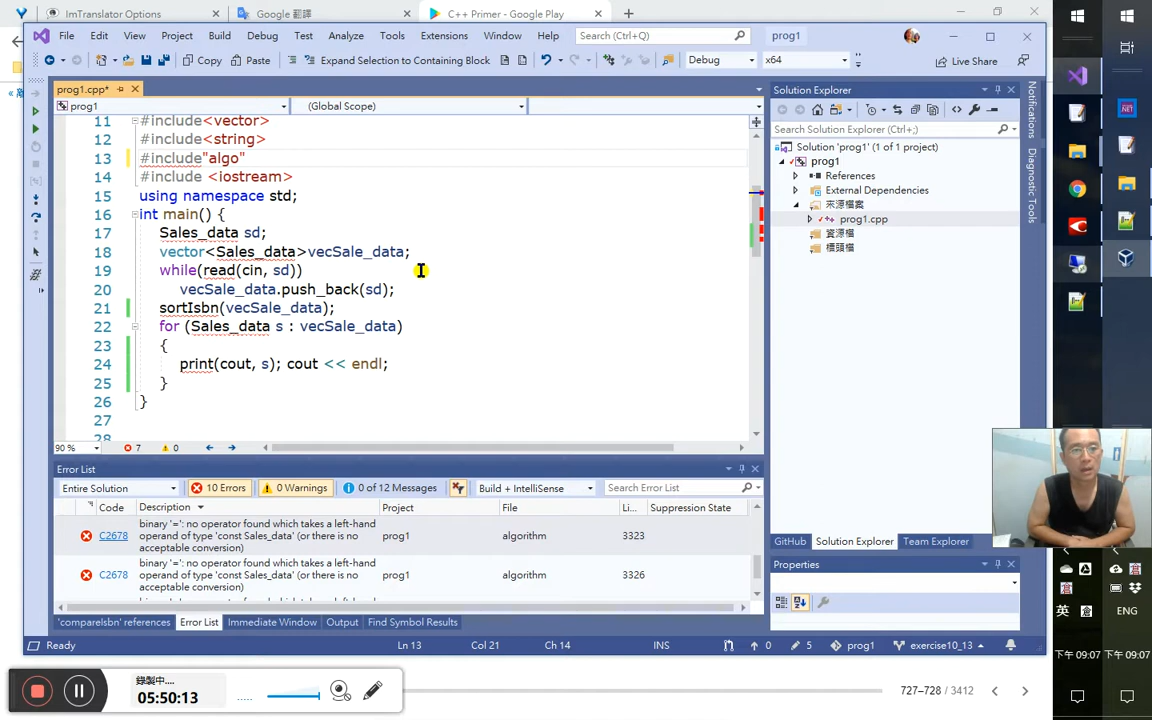 ImTranslator Options
Google 翻譯
C++ Primer - Google Play
File Edit View Project Build Debug Test Analyze Tools Extensions Window Help Search (Ctrl+Q) prog1
Copy Paste Expand Selection to Containing Block Debug x64 Live Share
prog1.cpp*
prog1 (Global Scope)
11 #include<vector>
12 #include<string>
13 #include"algo"
14 #include <iostream>
15 using namespace std;
16 int main() {
17 Sales_data sd;
18 vector<Sales_data>vecSale_data;
19 while(read(cin, sd))
20 vecSale_data.push_back(sd);
21 sortIsbn(vecSale_data);
22 for (Sales_data s : vecSale_data)
23 {
24 print(cout, s); cout << endl;
25 }
26 }
27
28
90 % 7 0
Error List
Entire Solution 10 Errors 0 Warnings 0 of 12 Messages Build + IntelliSense Search Error List
Code Description Project File Li... Suppression State
binary '=': no operator found which takes a left-hand
C2678 operand of type 'const Sales_data' (or there is no prog1 algorithm 3323
acceptable conversion)
binary '=': no operator found which takes a left-hand
C2678 operand of type 'const Sales_data' (or there is no prog1 algorithm 3326
acceptable conversion)
'compareIsbn' references Error List Immediate Window Output Find Symbol Results
Ready Ln 13 Col 21 Ch 14 INS 0 5 prog1 exercise10_13
Solution Explorer
Search Solution Explorer (Ctrl+;)
Solution 'prog1' (1 of 1 project)
prog1
References
External Dependencies
來源檔案
prog1.cpp
資源檔
標頭檔
GitHub Solution Explorer Team Explorer
Properties
Notifications
Diagnostic Tools
.NET
英 倉 ENG
下午 09:07 下午 09:07
錄製中...
05:50:13
727–728 / 3412